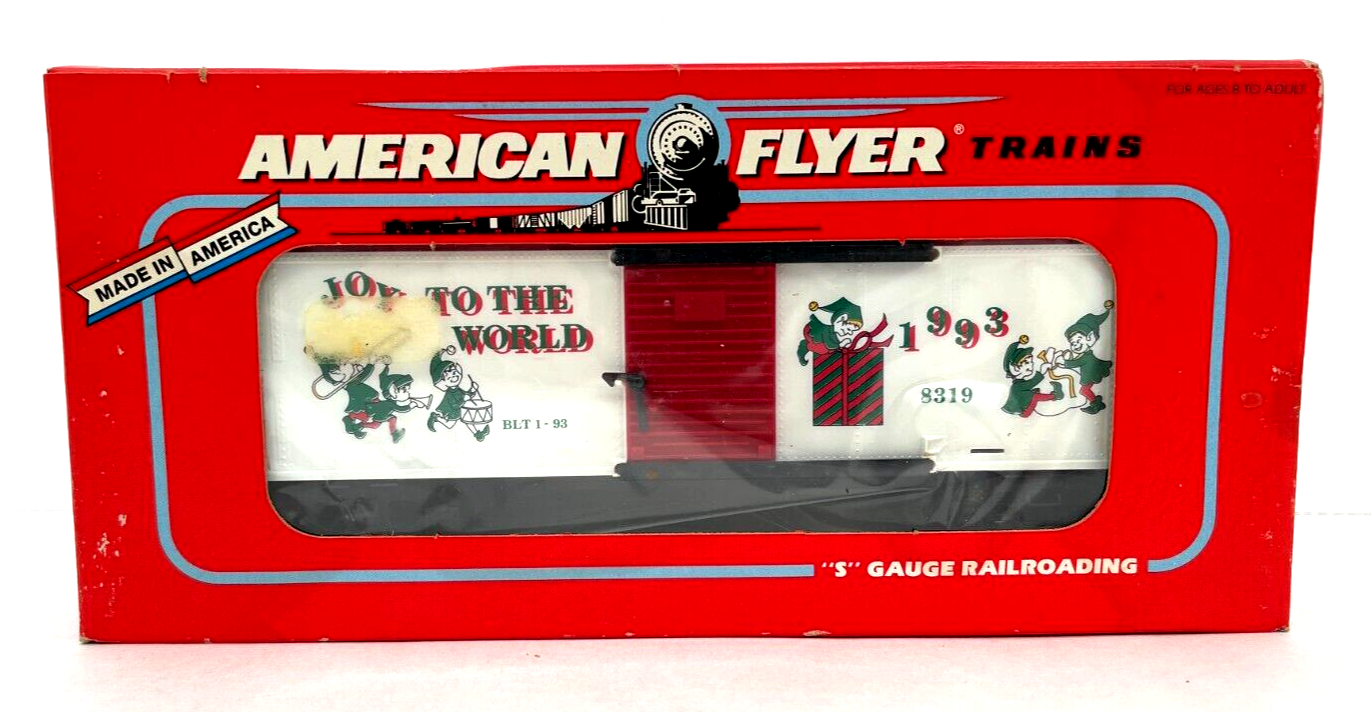 FOR AGES 8 TO ADULT
AMERICAN FLYER® TRAINS
MADE IN AMERICA
JOY TO THE
WORLD
BLT 1-93
1993
8319
"S" GAUGE RAILROADING